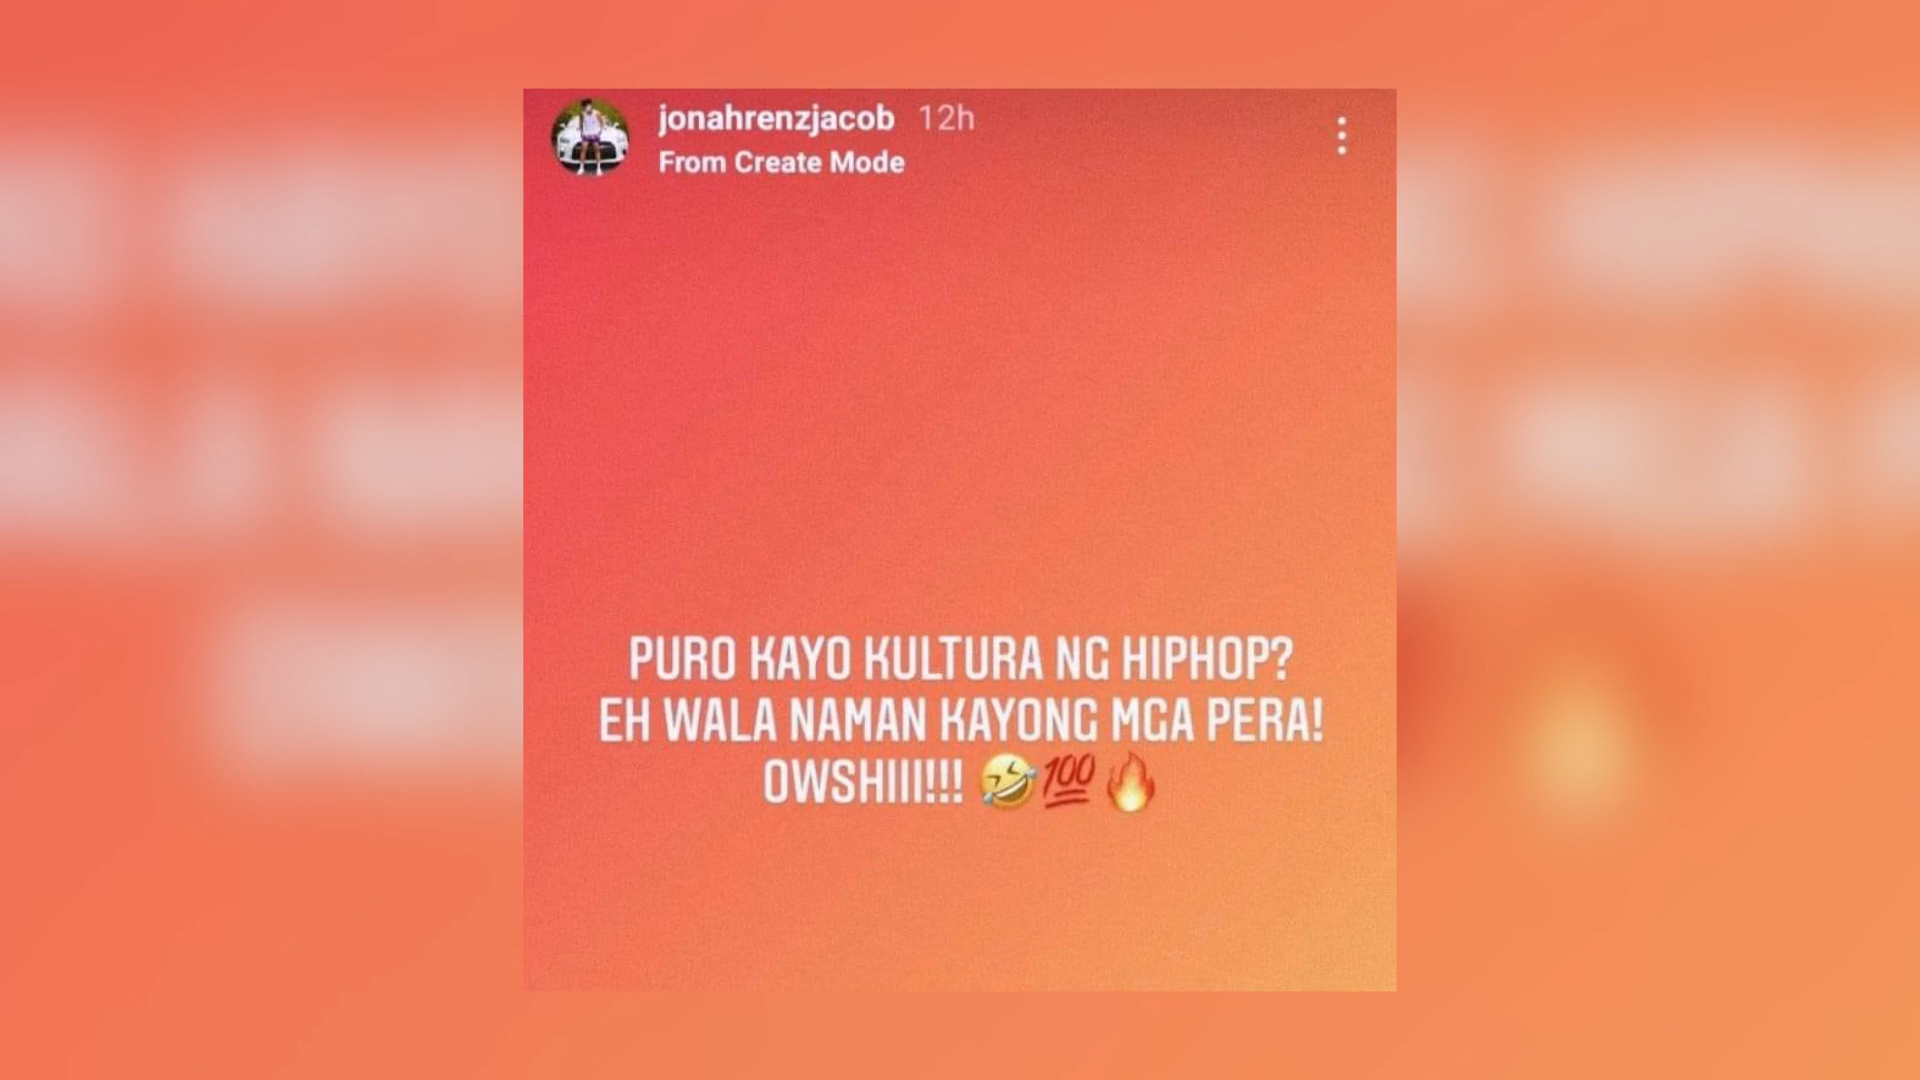 jonahrenzjacob 12h
From Create Mode
PURO KAYO KULTURA NG HIPHOP?
EH WALA NAMAN KAYONG MGA PERA!
OWSHIII!!! 🤣💯🔥